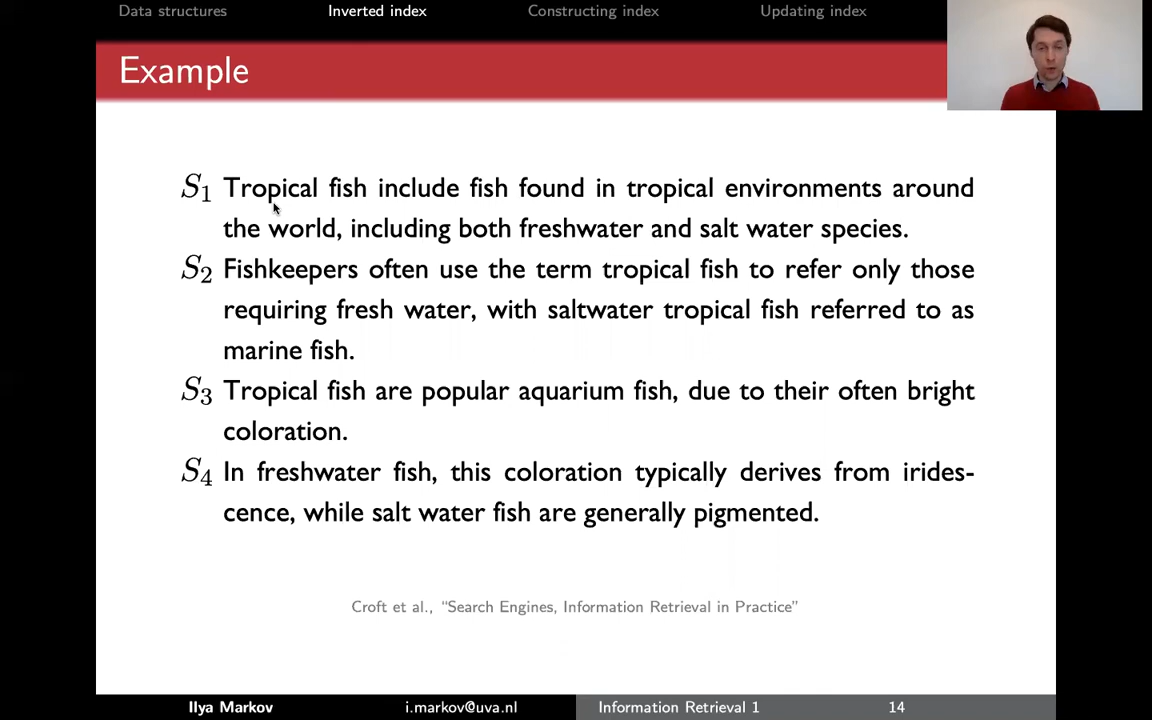 Data structures Inverted index Constructing index Updating index
Example
S1 Tropical fish include fish found in tropical environments around
the world, including both freshwater and salt water species.
S2 Fishkeepers often use the term tropical fish to refer only those
requiring fresh water, with saltwater tropical fish referred to as
marine fish.
S3 Tropical fish are popular aquarium fish, due to their often bright
coloration.
S4 In freshwater fish, this coloration typically derives from irides-
cence, while salt water fish are generally pigmented.
Croft et al., “Search Engines, Information Retrieval in Practice”
Ilya Markov i.markov@uva.nl Information Retrieval 1 14